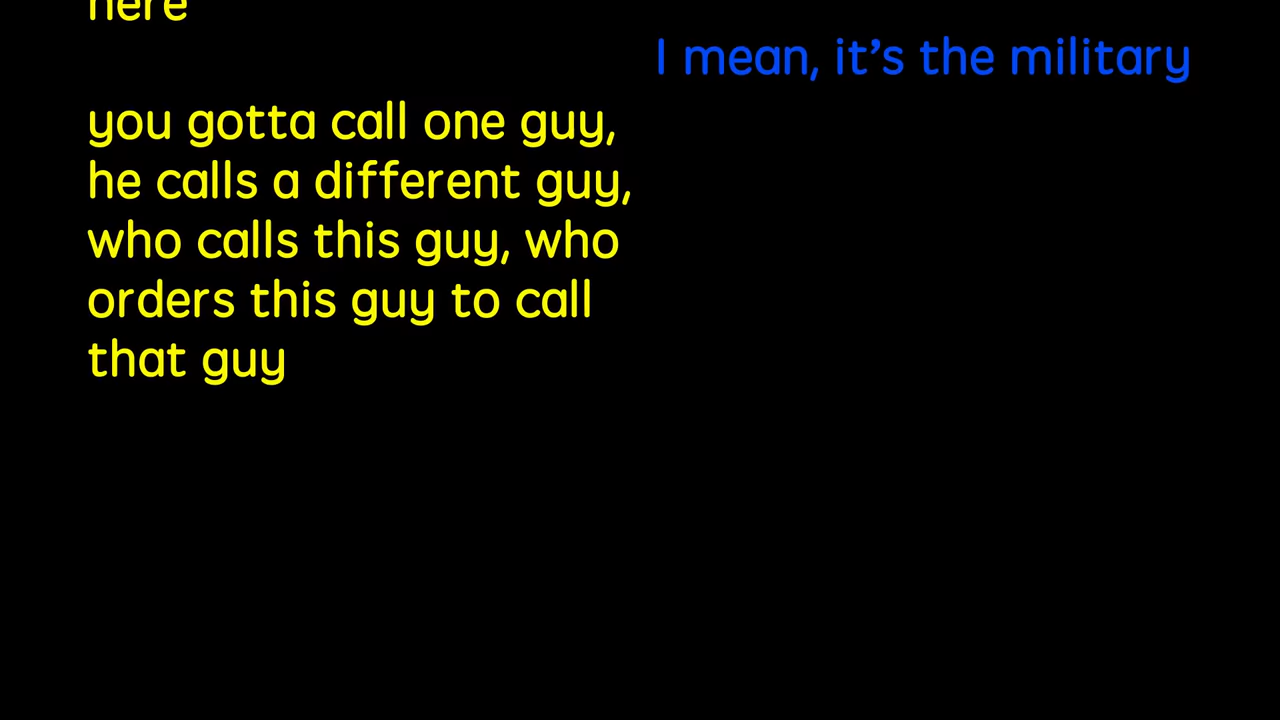 here
I mean, it’s the military
you gotta call one guy,
he calls a different guy,
who calls this guy, who
orders this guy to call
that guy